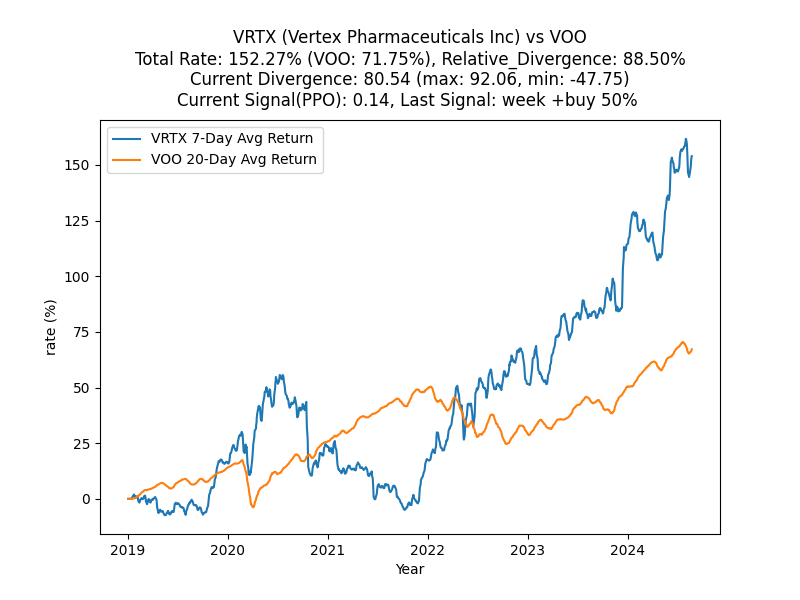 VRTX (Vertex Pharmaceuticals Inc) vs VOO
Total Rate: 152.27% (VOO: 71.75%), Relative_Divergence: 88.50%
Current Divergence: 80.54 (max: 92.06, min: -47.75)
Current Signal(PPO): 0.14, Last Signal: week +buy 50%
VRTX 7-Day Avg Return
VOO 20-Day Avg Return
150
125
100
75
50
25
0
rate (%)
2019 2020 2021 2022 2023 2024
Year